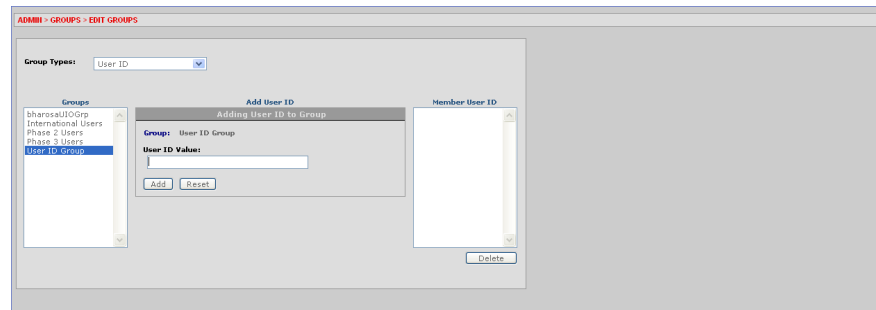 ADMIN > GROUPS > EDIT GROUPS
Group Types: User ID
Groups Add User ID Member User ID
bharosaUIOGrp
International Users
Phase 2 Users
Phase 3 Users
User ID Group
Adding User ID to Group
Group: User ID Group
User ID Value:
Add Reset
Delete